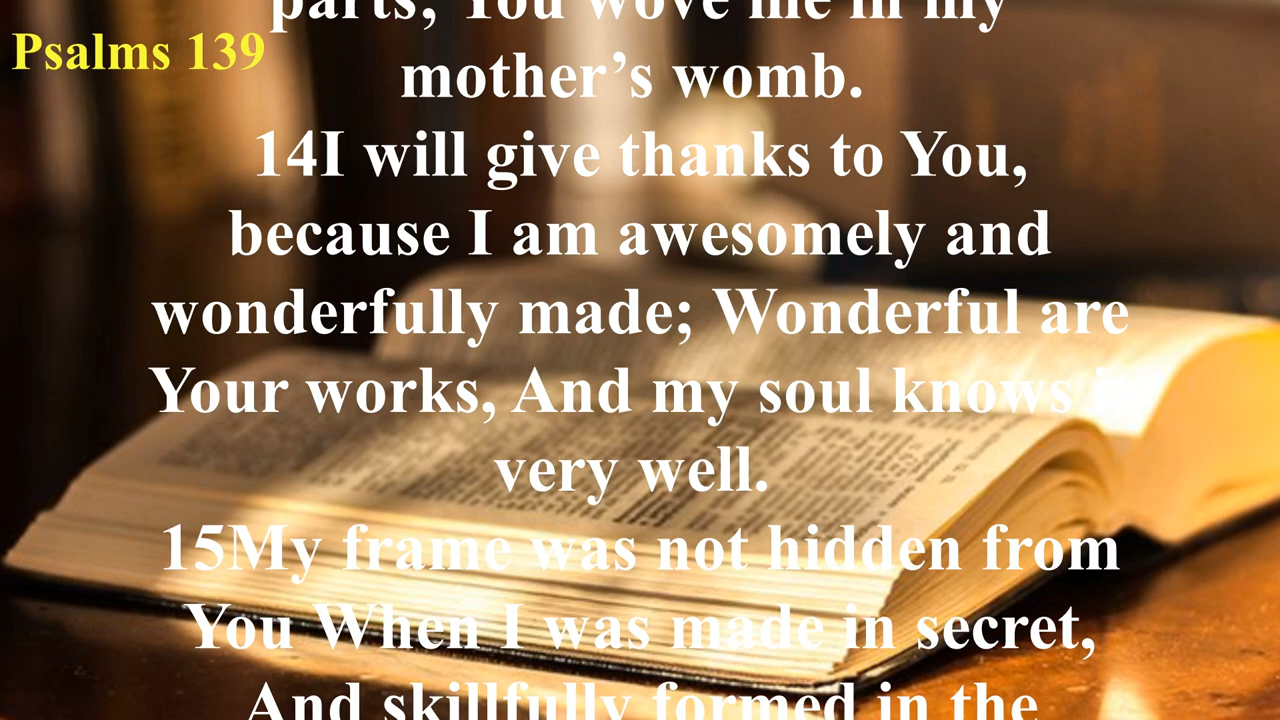 Psalms 139
parts; You wove me in my
mother’s womb.
14I will give thanks to You,
because I am awesomely and
wonderfully made; Wonderful are
Your works, And my soul knows it
very well.
15My frame was not hidden from
You When I was made in secret,
And skillfully formed in the